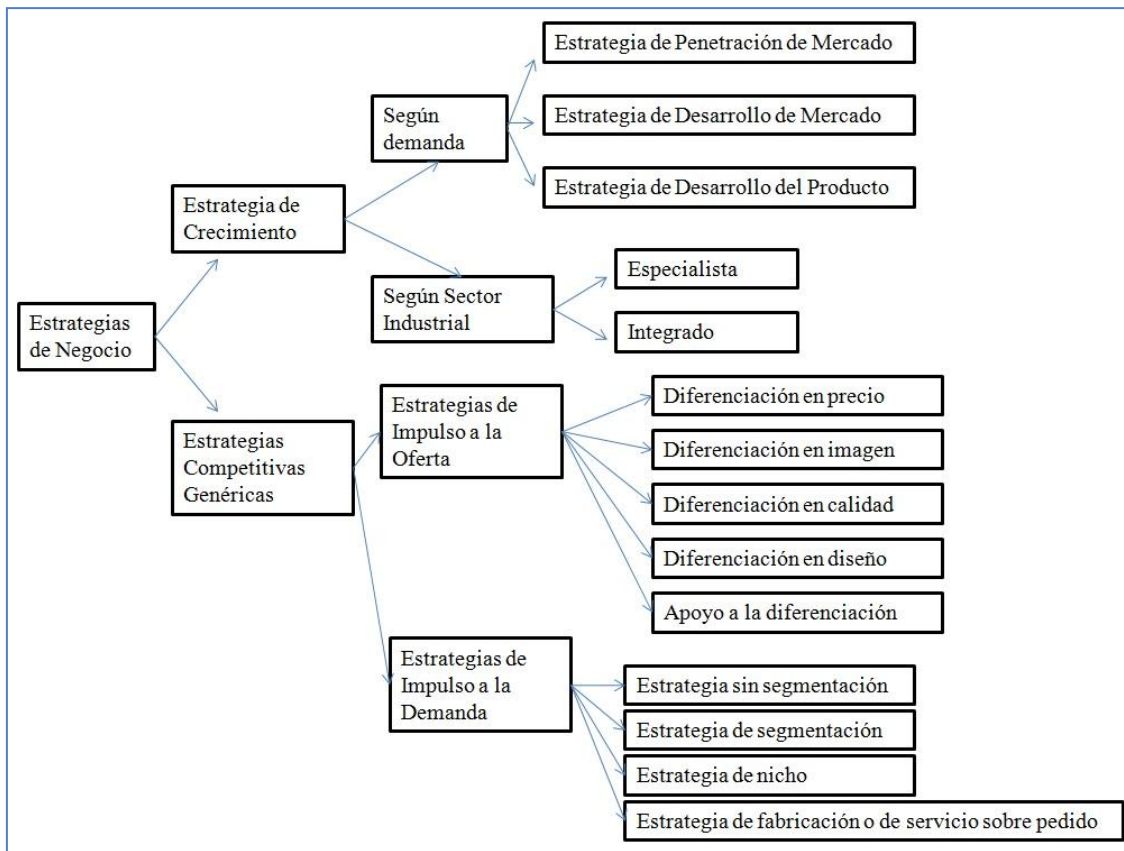 Estrategias
de Negocio
Estrategia de
Crecimiento
Según
demanda
Estrategia de Penetración de Mercado
Estrategia de Desarrollo de Mercado
Estrategia de Desarrollo del Producto
Según Sector
Industrial
Especialista
Integrado
Estrategias
Competitivas
Genéricas
Estrategias de
Impulso a la
Oferta
Diferenciación en precio
Diferenciación en imagen
Diferenciación en calidad
Diferenciación en diseño
Apoyo a la diferenciación
Estrategias de
Impulso a la
Demanda
Estrategia sin segmentación
Estrategia de segmentación
Estrategia de nicho
Estrategia de fabricación o de servicio sobre pedido